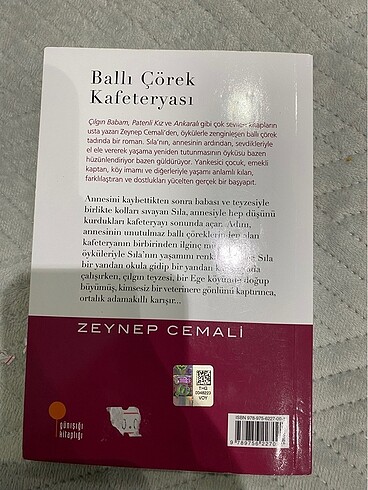 Ballı Çörek
Kafeteryası
Çılgın Babam, Patenli Kız ve Ankaralı gibi çok sevilen kitapların
usta yazarı Zeynep Cemali'den, öykülerle zenginleşen ballı çörek
tadında bir roman. Sıla'nın, annesinin ardından, sevdikleriyle
el ele vererek yaşama yeniden tutunmasının öyküsü bazen
hüzünlendiriyor bazen güldürüyor. Yankesici çocuk, emekli
kaptan, köy imamı ve diğerleriyle yaşamı anlamlı kılan,
farklılaştıran ve dostlukları yücelten gerçek bir başyapıt.
Annesini kaybettikten sonra babası ve teyzesiyle
birlikte kolları sıvayan Sıla, annesiyle hep düşünü
kurdukları kafeteryayı sonunda açar. Adını,
annesinin unutulmaz ballı çöreklerinden alan
kafeteryanın birbirinden ilginç
öyküleriyle Sıla'nın yaşamını
bir yandan okula gidip bir yandan
çalışırken, çılgın teyzesi, bir Ege köyünde doğup
büyümüş, kimsesiz bir veterinere gönlünü kaptırınca,
ortalık adamakıllı karışır...
ZEYNEP CEMALİ
günışığı
kitaplığı
ISBN 978-975-6227-08-